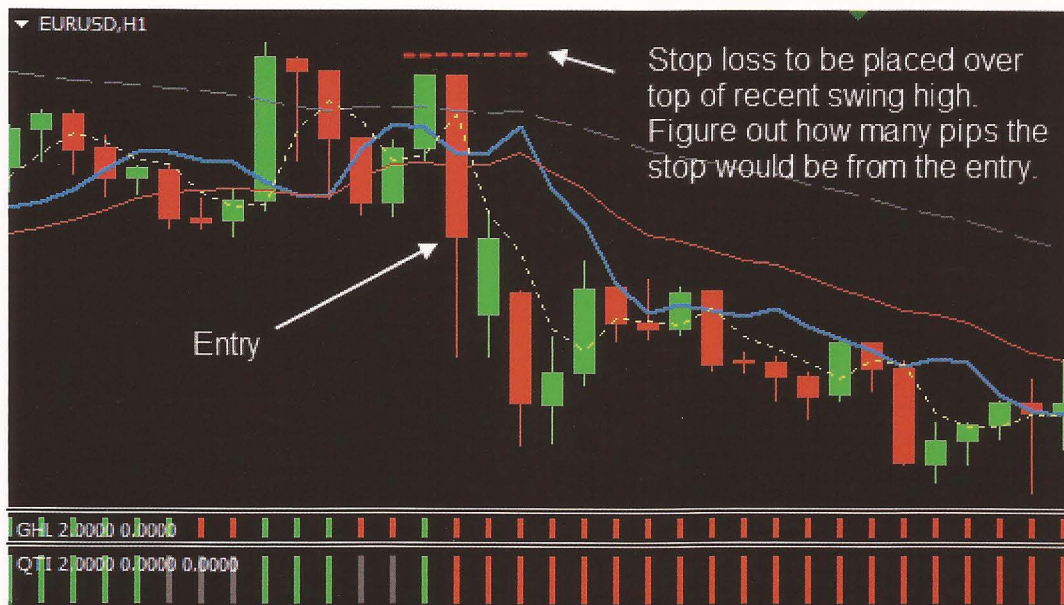 EURUSD,H1
Stop loss to be placed over
top of recent swing high.
Figure out how many pips the
stop would be from the entry.
Entry
GHL 2.0000 0.0000
QTI 2.0000 0.0000 0.0000